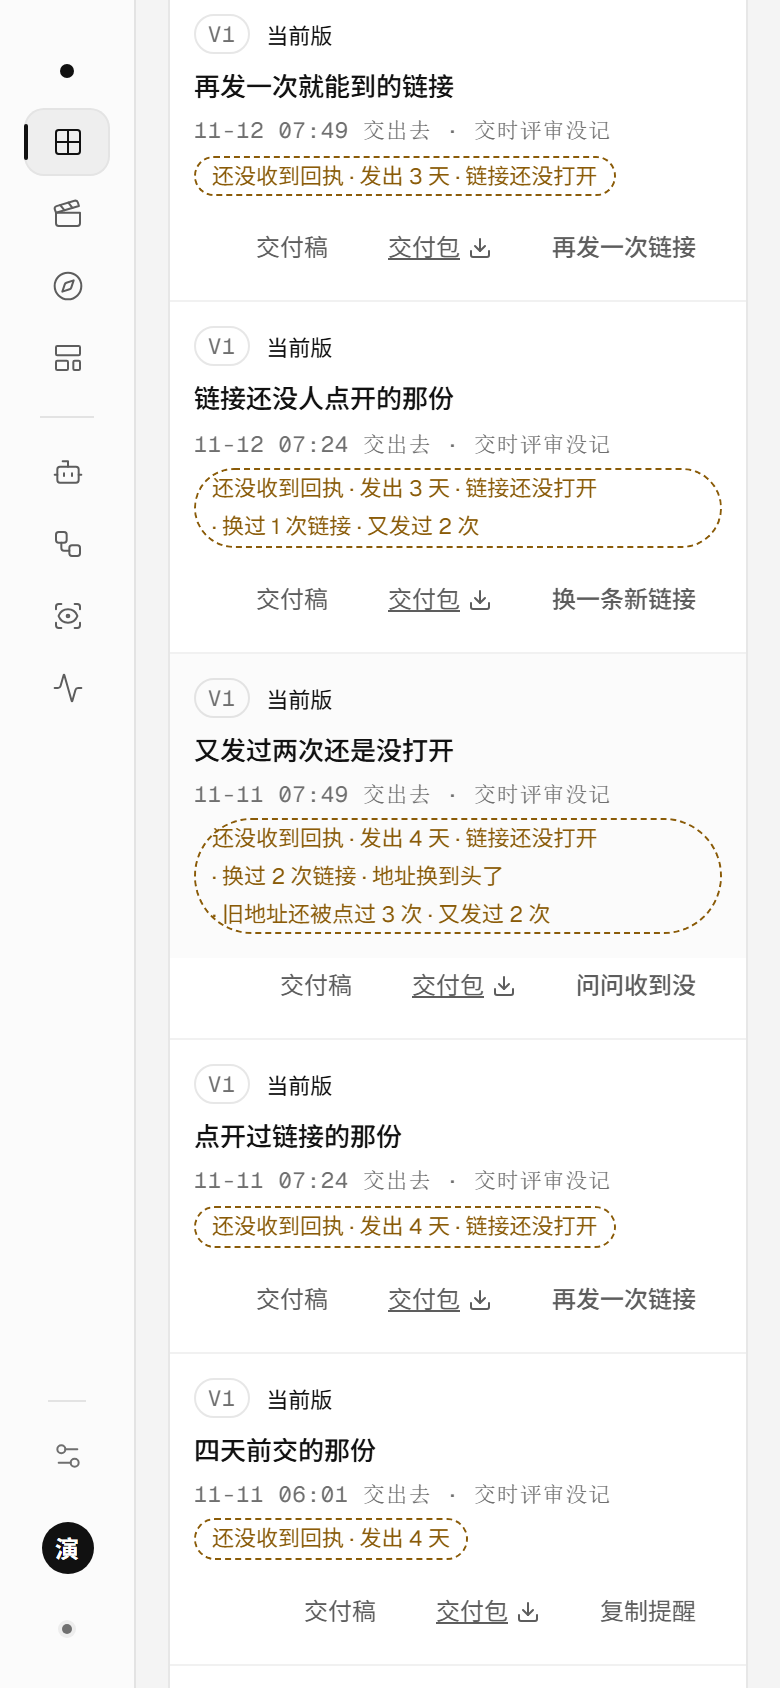 V1 当前版
再发一次就能到的链接
11-12 07:49 交出去 · 交时评审没记
还没收到回执 · 发出 3 天 · 链接还没打开
交付稿 交付包 再发一次链接
V1 当前版
链接还没人点开的那份
11-12 07:24 交出去 · 交时评审没记
还没收到回执 · 发出 3 天 · 链接还没打开
· 换过 1 次链接 · 又发过 2 次
交付稿 交付包 换一条新链接
V1 当前版
又发过两次还是没打开
11-11 07:49 交出去 · 交时评审没记
还没收到回执 · 发出 4 天 · 链接还没打开
· 换过 2 次链接 · 地址换到头了
· 旧地址还被点过 3 次 · 又发过 2 次
交付稿 交付包 问问收到没
V1 当前版
点开过链接的那份
11-11 07:24 交出去 · 交时评审没记
还没收到回执 · 发出 4 天 · 链接还没打开
交付稿 交付包 再发一次链接
V1 当前版
四天前交的那份
11-11 06:01 交出去 · 交时评审没记
还没收到回执 · 发出 4 天
交付稿 交付包 复制提醒
演